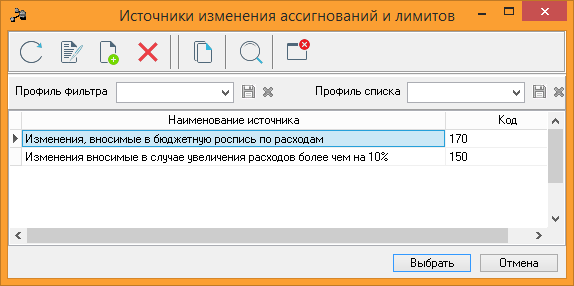 Источники изменения ассигнований и лимитов
Профиль фильтра Профиль списка
Наименование источника Код
Изменения, вносимые в бюджетную роспись по расходам 170
Изменения вносимые в случае увеличения расходов более чем на 10% 150
Выбрать Отмена